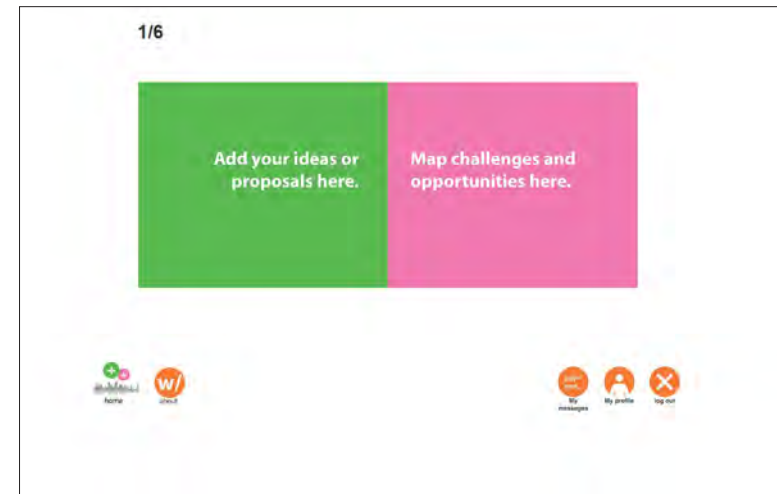 1/6
Add your ideas or
proposals here.
Map challenges and
opportunities here.
w/
home
about
My
messages
My profile
log out